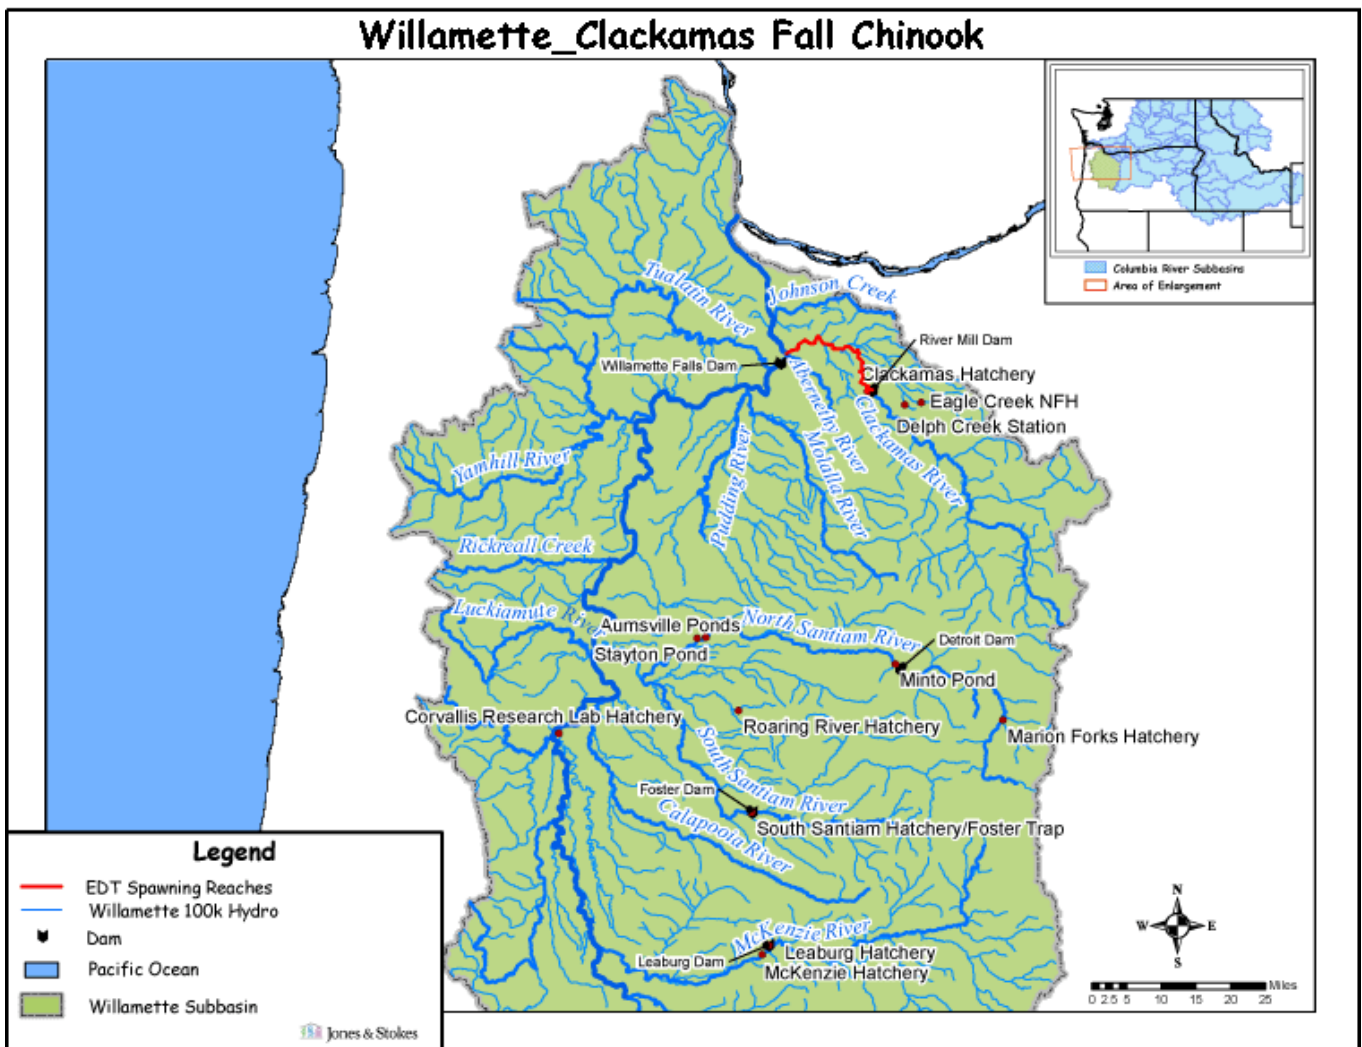 Willamette_Clackamas Fall Chinook
Columbia River Subbasins
Area of Enlargement
Tualatin River
Johnson Creek
River Mill Dam
Willamette Falls Dam
Clackamas Hatchery
Eagle Creek NFH
Delph Creek Station
Abernethy River
Clackamas River
Molalla River
Pudding River
Yamhill River
Rickreall Creek
Luckiamute River
Aumsville Ponds
North Santiam River
Detroit Dam
Stayton Pond
Minto Pond
Corvallis Research Lab Hatchery
Roaring River Hatchery
Marion Forks Hatchery
South Santiam River
Foster Dam
South Santiam Hatchery/Foster Trap
Calapooia River
McKenzie River
Leaburg Dam
Leaburg Hatchery
McKenzie Hatchery
Legend
EDT Spawning Reaches
Willamette 100k Hydro
Dam
Pacific Ocean
Willamette Subbasin
Jones & Stokes
N
W E
S
Miles
0 2.5 5 10 15 20 25